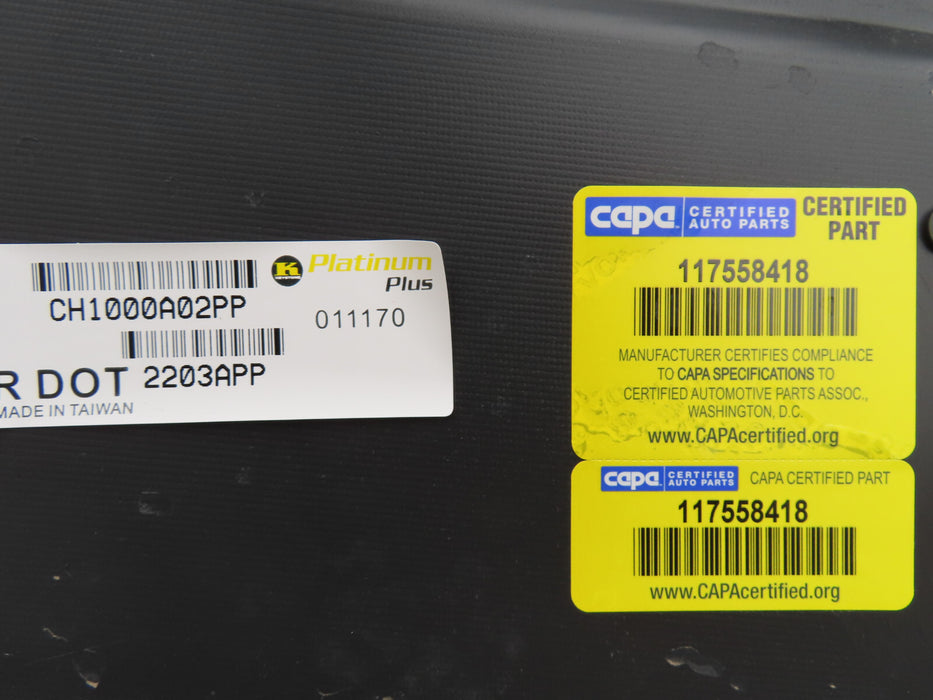 CH1000A02PP
K
KEYSTONE
Platinum
Plus
011170
R DOT 2203APP
MADE IN TAIWAN
capa CERTIFIED AUTO PARTS
CERTIFIED
PART
117558418
MANUFACTURER CERTIFIES COMPLIANCE
TO CAPA SPECIFICATIONS TO
CERTIFIED AUTOMOTIVE PARTS ASSOC.,
WASHINGTON, D.C.
www.CAPAcertified.org
capa CERTIFIED AUTO PARTS CAPA CERTIFIED PART
117558418
www.CAPAcertified.org